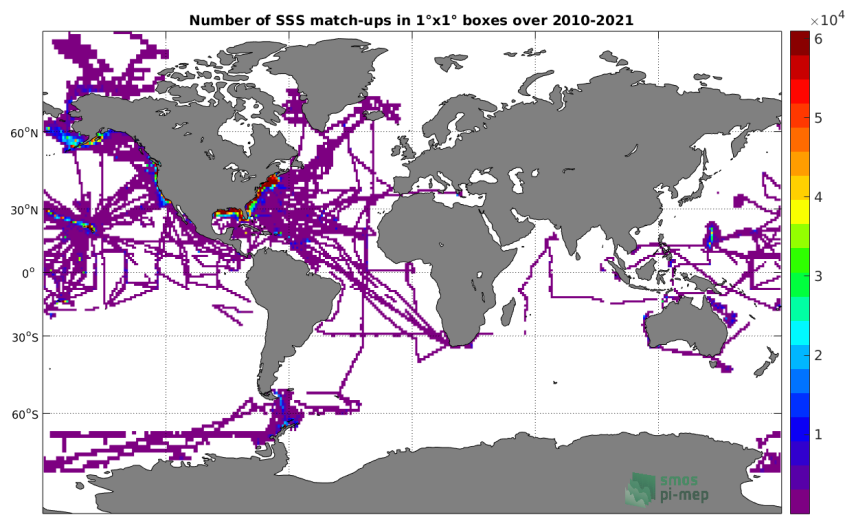 Number of SSS match-ups in 1°x1° boxes over 2010-2021
×10⁴
6
5
4
3
2
1
60°N
30°N
0°
30°S
60°S
smos
pi-mep